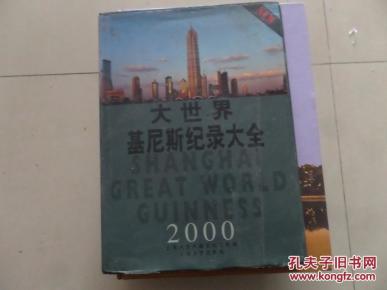 大世界
基尼斯纪录大全
SHANGHAI
GREAT WORLD
GUINNESS
2000
孔夫子旧书网
www.kongfz.com